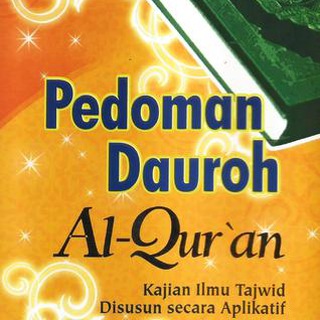 Pedoman
Dauroh
Al-Qur`an
Kajian Ilmu Tajwid
Disusun secara Aplikatif